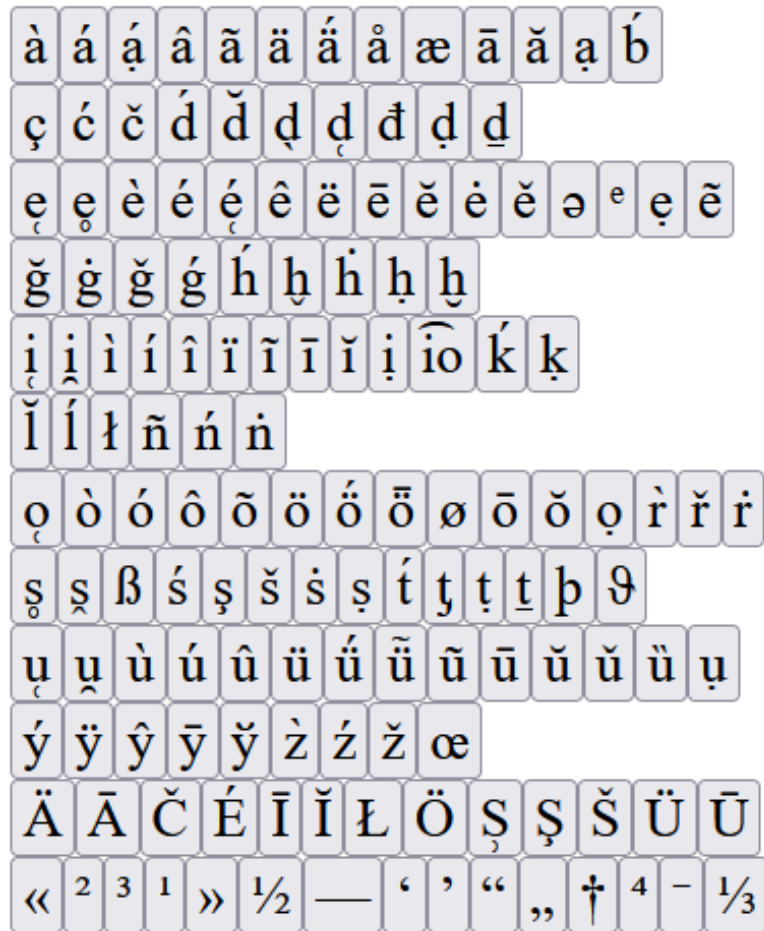 à á ạ́ â ã ä ä́ å æ ā ă ạ b́
ç ć č d́ d̆ d̖ d̜ đ ḍ ḏ
e̜ e̥ è é é̜ ê ë ē ĕ ė ě ə ᵉ ẹ ẽ
ğ ġ ǧ ǵ h́ h̬ ḣ ḥ ḫ
i̜ i̯ ì í î ï ĩ ī ĭ ị i͡o ḱ ḳ
l̆ ĺ ł ñ ń ṅ
o̜ ò ó ô õ ö ö́ ȫ ø ō ŏ ọ r̀ ř ṙ
s̥ s̯ ß ś ş š ṡ ṣ t́ ƫ ṭ ṯ þ ϑ
u̜ u̯ ù ú û ü ǘ ü̃ ũ ū ŭ ǔ ȕ ụ
ý ÿ ŷ ȳ y̆ z̀ ź ž œ
Ä Ā Č É Ī Ĭ Ł Ö Ș Ş Š Ü Ū
« ² ³ ¹ » ½ — ‘ ’ “ „ † ⁴ ⁻ ⅓